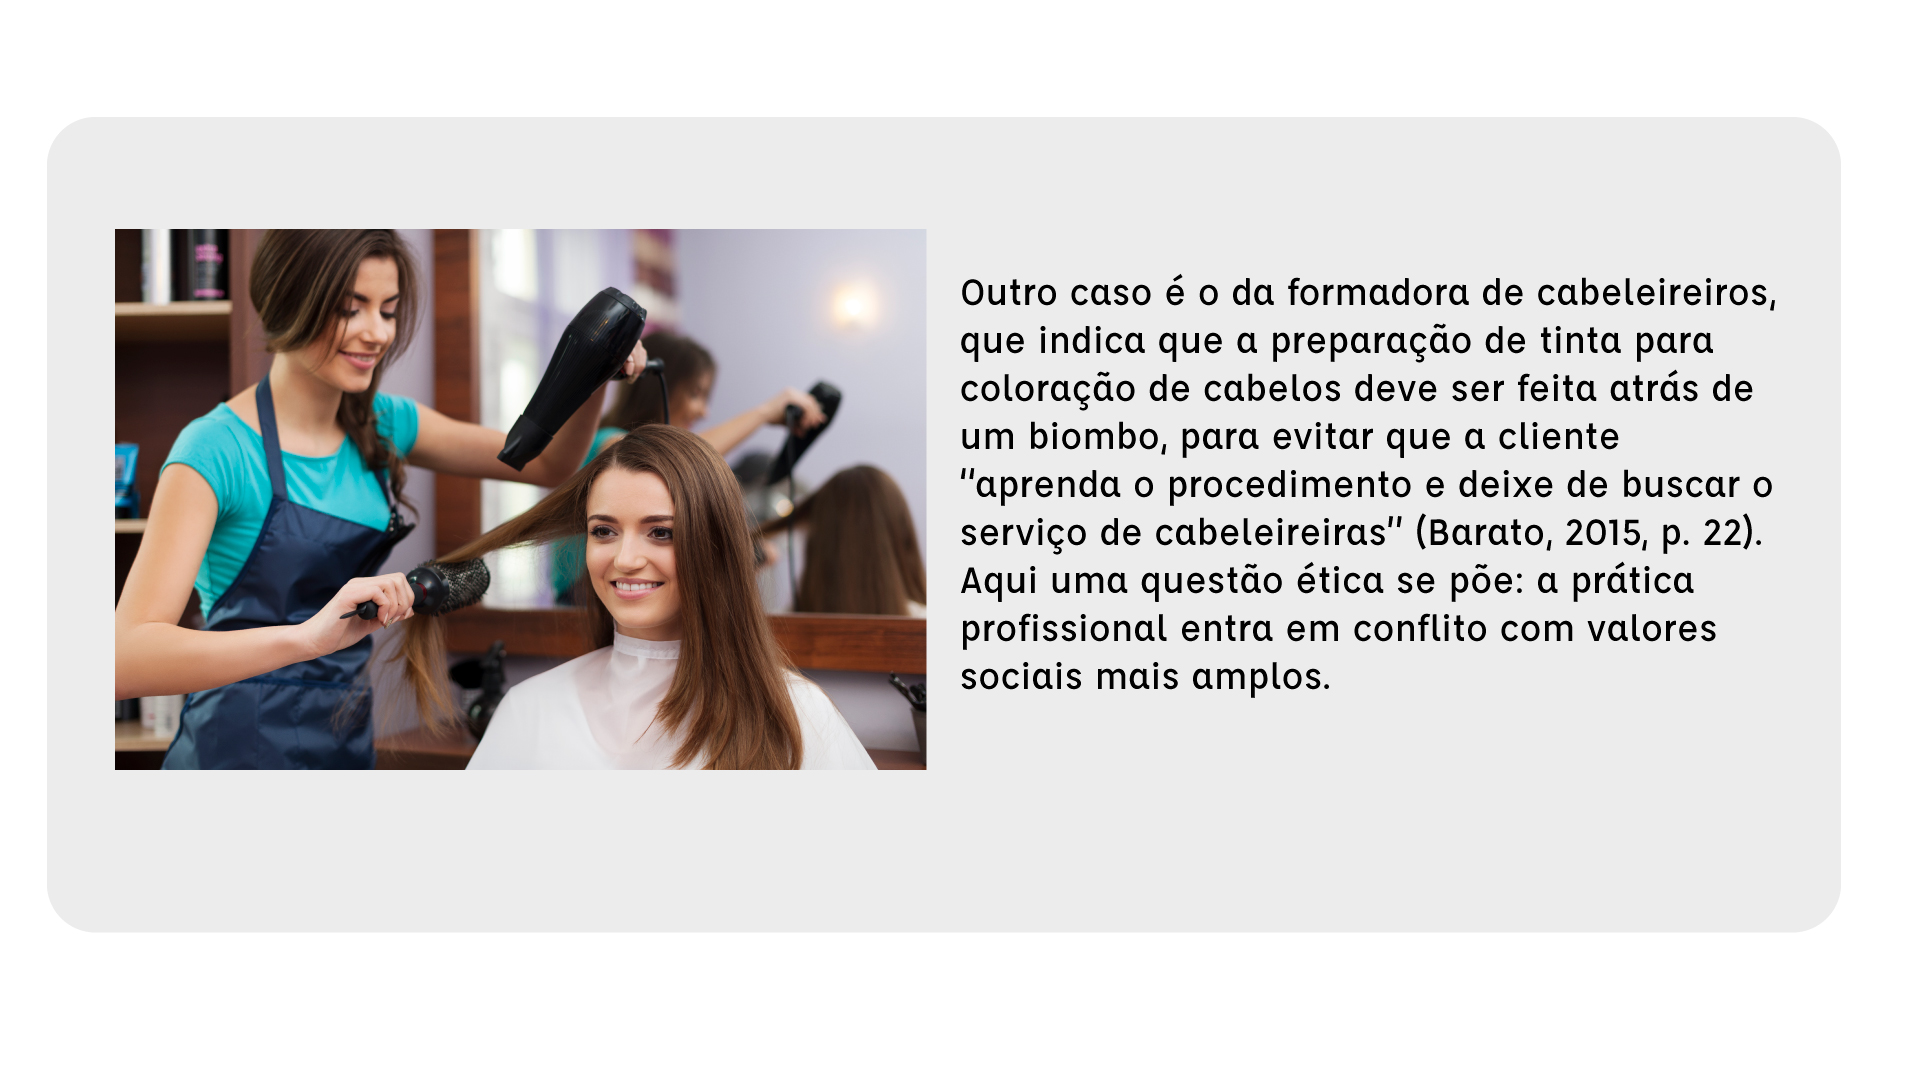 Outro caso é o da formadora de cabeleireiros,
que indica que a preparação de tinta para
coloração de cabelos deve ser feita atrás de
um biombo, para evitar que a cliente
“aprenda o procedimento e deixe de buscar o
serviço de cabeleireiras” (Barato, 2015, p. 22).
Aqui uma questão ética se põe: a prática
profissional entra em conflito com valores
sociais mais amplos.